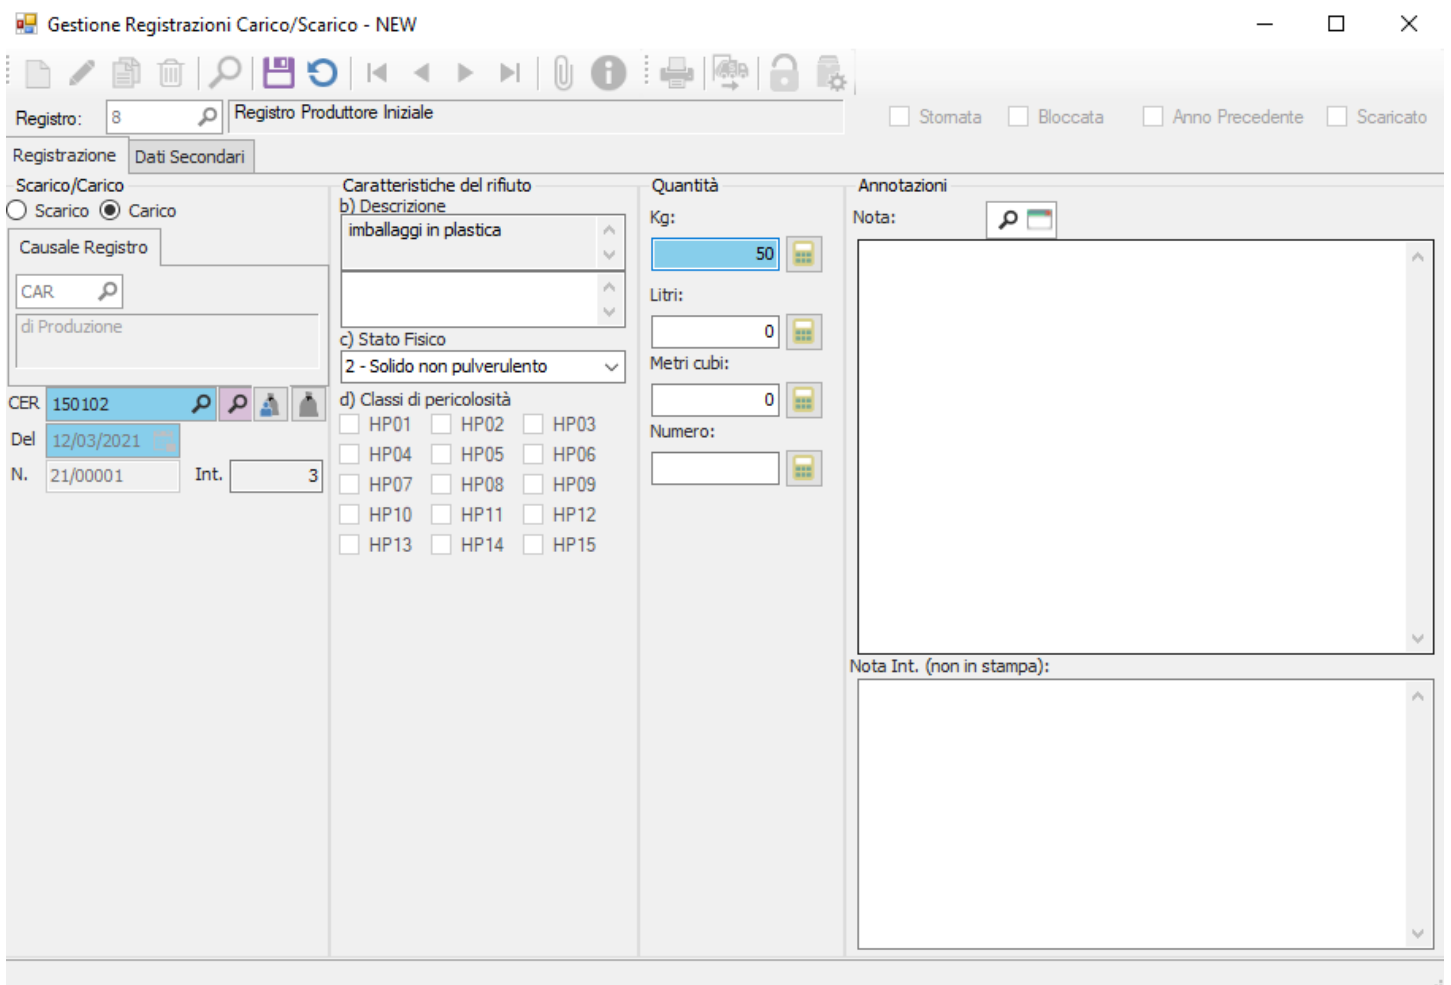 Gestione Registrazioni Carico/Scarico - NEW
Registro: 8 Registro Produttore Iniziale Stornata Bloccata Anno Precedente Scaricato
Registrazione Dati Secondari
Scarico/Carico
Scarico Carico
Causale Registro
CAR
di Produzione
CER 150102
Del 12/03/2021
N. 21/00001 Int. 3
Caratteristiche del rifiuto
b) Descrizione
imballaggi in plastica
c) Stato Fisico
2 - Solido non pulverulento
d) Classi di pericolosità
HP01 HP02 HP03
HP04 HP05 HP06
HP07 HP08 HP09
HP10 HP11 HP12
HP13 HP14 HP15
Quantità
Kg:
50
Litri:
0
Metri cubi:
0
Numero:
Annotazioni
Nota:
Nota Int. (non in stampa):